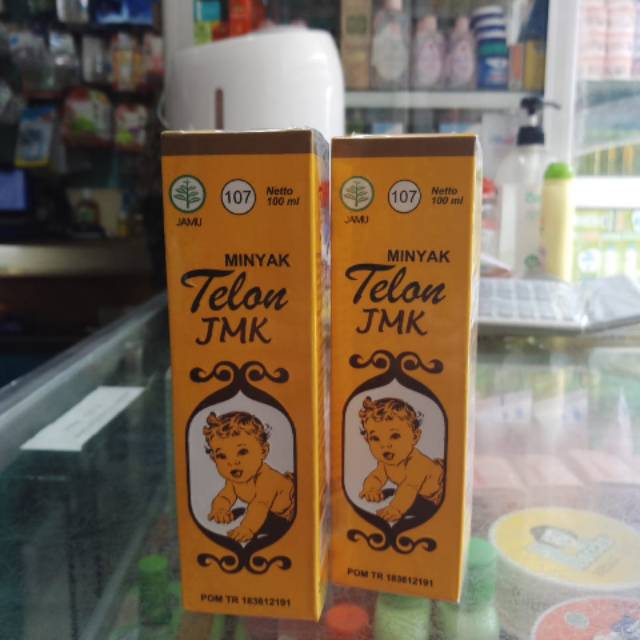 JAMU
107
Netto
100 ml
MINYAK
Telon
JMK
POM TR 183612191
JAMU
107
Netto
100 ml
MINYAK
Telon
JMK
POM TR 183612191